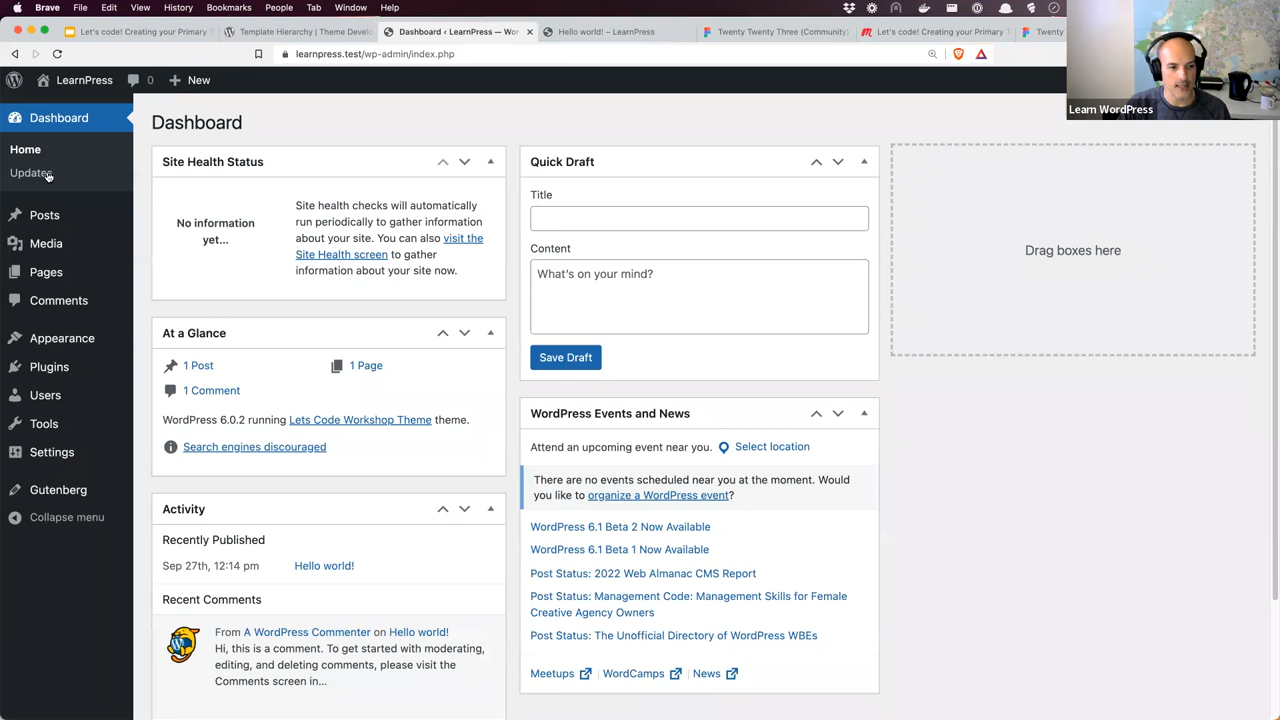 Brave File Edit View History Bookmarks People Tab Window Help
Let's code! Creating your Primary
Template Hierarchy | Theme Develo
Dashboard ‹ LearnPress — Wor
Hello world! – LearnPress
Twenty Twenty Three (Community)
Let's code! Creating your Primary T
Twenty
learnpress.test/wp-admin/index.php
LearnPress 0 New
Learn WordPress
Dashboard
Home
Updates
Posts
Media
Pages
Comments
Appearance
Plugins
Users
Tools
Settings
Gutenberg
Collapse menu
Dashboard
Site Health Status
No information
yet...
Site health checks will automatically
run periodically to gather information
about your site. You can also visit the
Site Health screen to gather
information about your site now.
At a Glance
1 Post 1 Page
1 Comment
WordPress 6.0.2 running Lets Code Workshop Theme theme.
Search engines discouraged
Activity
Recently Published
Sep 27th, 12:14 pm Hello world!
Recent Comments
From A WordPress Commenter on Hello world!
Hi, this is a comment. To get started with moderating,
editing, and deleting comments, please visit the
Comments screen in...
Quick Draft
Title
Content
What's on your mind?
Save Draft
WordPress Events and News
Attend an upcoming event near you. Select location
There are no events scheduled near you at the moment. Would
you like to organize a WordPress event?
WordPress 6.1 Beta 2 Now Available
WordPress 6.1 Beta 1 Now Available
Post Status: 2022 Web Almanac CMS Report
Post Status: Management Code: Management Skills for Female
Creative Agency Owners
Post Status: The Unofficial Directory of WordPress WBEs
Meetups | WordCamps | News
Drag boxes here